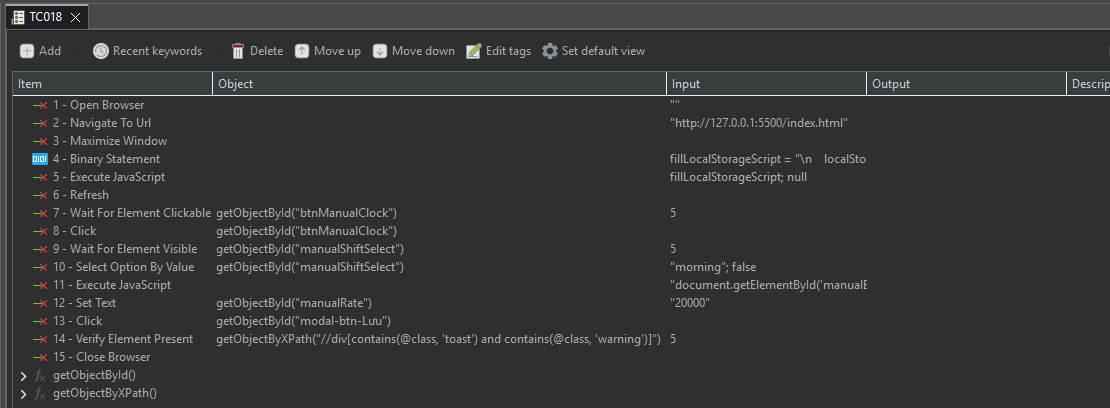 TC018
Add Recent keywords Delete Move up Move down Edit tags Set default view
Item Object Input Output Descrip
1 - Open Browser ""
2 - Navigate To Url "http://127.0.0.1:5500/index.html"
3 - Maximize Window
4 - Binary Statement fillLocalStorageScript = "\n localSto
5 - Execute JavaScript fillLocalStorageScript; null
6 - Refresh
7 - Wait For Element Clickable getObjectById("btnManualClock") 5
8 - Click getObjectById("btnManualClock")
9 - Wait For Element Visible getObjectById("manualShiftSelect") 5
10 - Select Option By Value getObjectById("manualShiftSelect") "morning"; false
11 - Execute JavaScript "document.getElementById('manualE
12 - Set Text getObjectById("manualRate") "20000"
13 - Click getObjectById("modal-btn-Lưu")
14 - Verify Element Present getObjectByXPath("//div[contains(@class, 'toast') and contains(@class, 'warning')]") 5
15 - Close Browser
fx getObjectById()
fx getObjectByXPath()